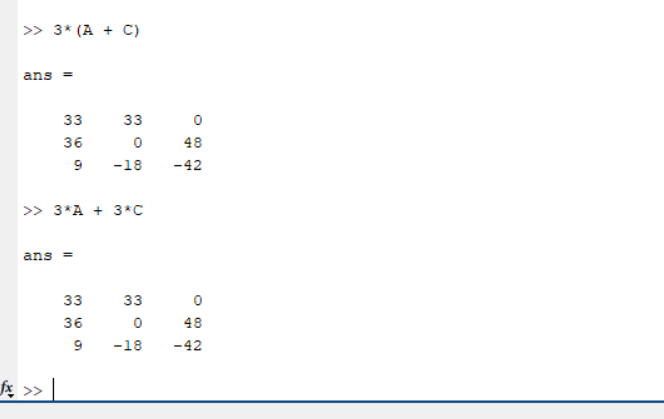 >> 3*(A + C)
ans =
33 33 0
36 0 48
9 -18 -42
>> 3*A + 3*C
ans =
33 33 0
36 0 48
9 -18 -42
fx >>